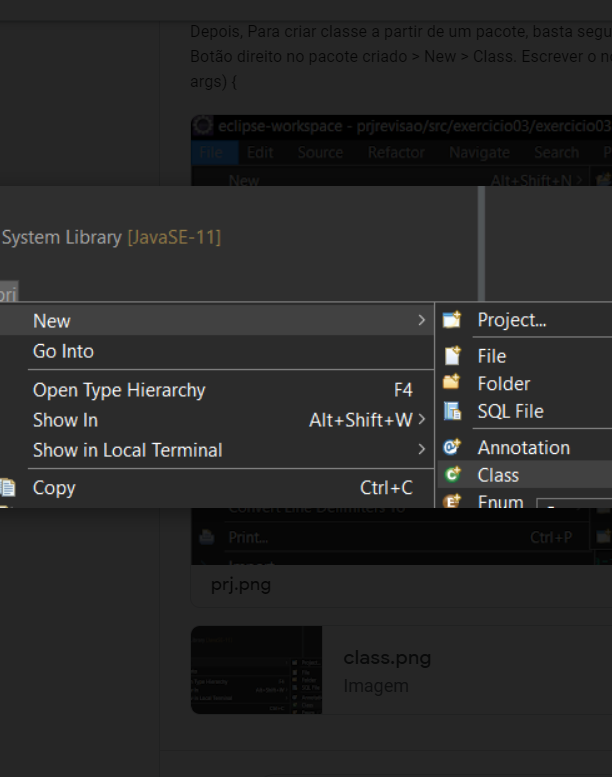 Depois, Para criar classe a partir de um pacote, basta segu
Botão direito no pacote criado > New > Class. Escrever o n
args) {
eclipse-workspace - prjrevisao/src/exercicio03/exercicio03
File Edit Source Refactor Navigate Search P
New Alt+Shift+N >
System Library [JavaSE-11]
pri
New >
Go Into
Open Type Hierarchy F4
Show In Alt+Shift+W >
Show in Local Terminal >
Copy Ctrl+C
Project...
File
Folder
SQL File
Annotation
Class
Enum
Convert Line Delimiters To
Print... Ctrl+P
Import...
prj.png
class.png
Imagem